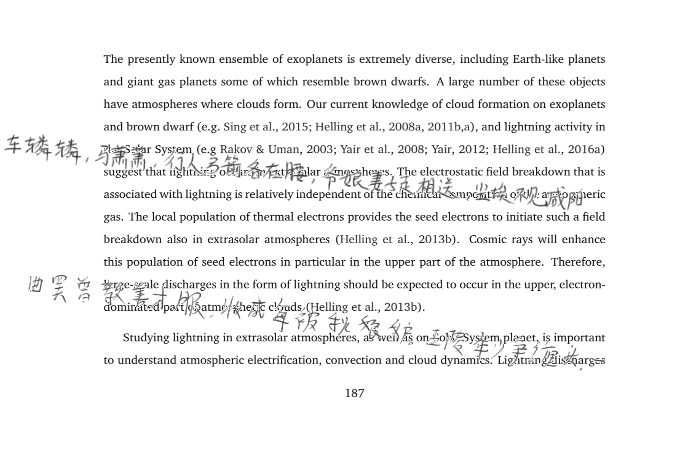 The presently known ensemble of exoplanets is extremely diverse, including Earth-like planets
and giant gas planets some of which resemble brown dwarfs. A large number of these objects
have atmospheres where clouds form. Our current knowledge of cloud formation on exoplanets
and brown dwarf (e.g. Sing et al., 2015; Helling et al., 2008a, 2011b,a), and lightning activity in
the Solar System (e.g Rakov & Uman, 2003; Yair et al., 2008; Yair, 2012; Helling et al., 2016a)
车辚辚,马萧萧,行人弓箭各在腰,爷娘妻子走相送,尘埃不见咸阳
suggest that lightning occurs in extrasolar atmospheres. The electrostatic field breakdown that is
associated with lightning is relatively independent of the chemical composition of an atmospheric
gas. The local population of thermal electrons provides the seed electrons to initiate such a field
breakdown also in extrasolar atmospheres (Helling et al., 2013b). Cosmic rays will enhance
this population of seed electrons in particular in the upper part of the atmosphere. Therefore,
large-scale discharges in the form of lightning should be expected to occur in the upper, electron-
曲罢曾教善才服,妆成每被秋娘妒,五陵年少争缠头,
dominated part of atmospheric clouds (Helling et al., 2013b).
Studying lightning in extrasolar atmospheres, as well as on Solar System planet, is important
to understand atmospheric electrification, convection and cloud dynamics. Lightning discharges
187